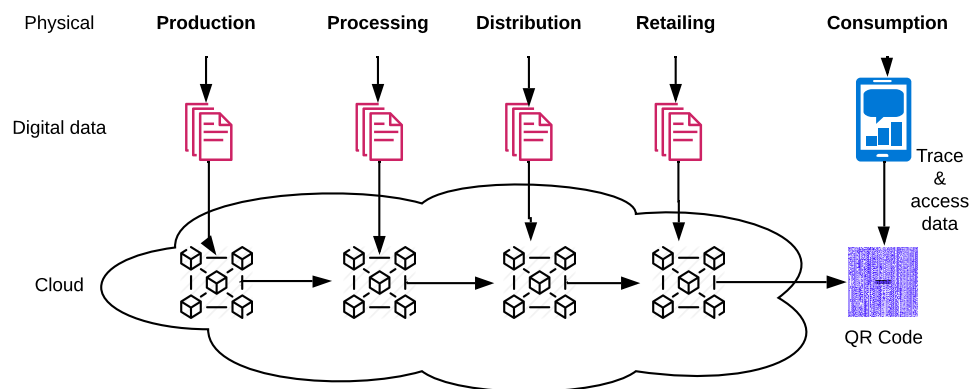 Physical
Production
Processing
Distribution
Retailing
Consumption
Digital data
Trace
&
access
data
Cloud
QR Code